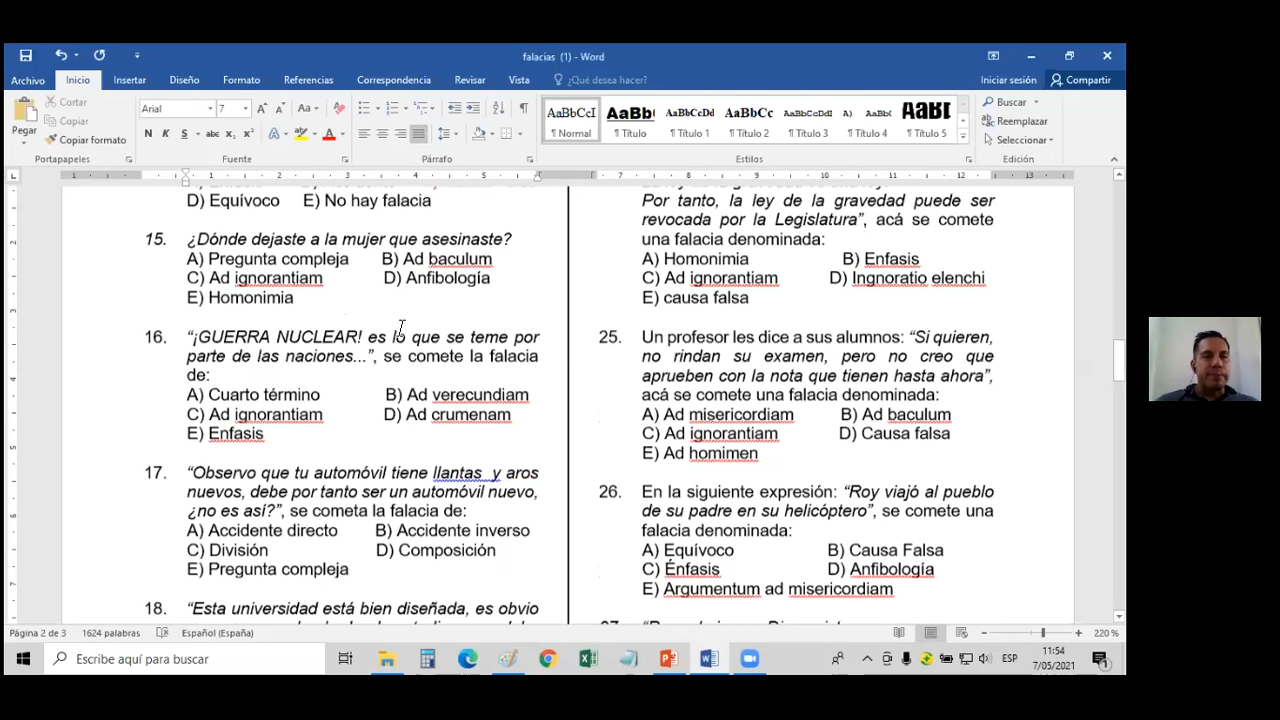 falacias (1) - Word
Iniciar sesión
Compartir
Archivo
Inicio
Insertar
Diseño
Formato
Referencias
Correspondencia
Revisar
Vista
¿Qué desea hacer?
Pegar
Cortar
Copiar
Copiar formato
Portapapeles
Arial
7
Fuente
Párrafo
AaBbCcI
¶ Normal
AaBbCc
¶ Título
AaBbCcDd
¶ Título 1
AaBbCc
¶ Título 2
AaBbCcDd
¶ Título 3
¶ Título 4
¶ Título 5
Estilos
Buscar
Reemplazar
Seleccionar
Edición
D) Equívoco E) No hay falacia
15. ¿Dónde dejaste a la mujer que asesinaste?
A) Pregunta compleja B) Ad baculum
C) Ad ignorantiam D) Anfibología
E) Homonimia
16. “¡GUERRA NUCLEAR! es lo que se teme por
parte de las naciones...”, se comete la falacia
de:
A) Cuarto término B) Ad verecundiam
C) Ad ignorantiam D) Ad crumenam
E) Enfasis
17. “Observo que tu automóvil tiene llantas y aros
nuevos, debe por tanto ser un automóvil nuevo,
¿no es así?”, se cometa la falacia de:
A) Accidente directo B) Accidente inverso
C) División D) Composición
E) Pregunta compleja
18. “Esta universidad está bien diseñada, es obvio
Por tanto, la ley de la gravedad puede ser
revocada por la Legislatura”, acá se comete
una falacia denominada:
A) Homonimia B) Enfasis
C) Ad ignorantiam D) Ingnoratio elenchi
E) causa falsa
25. Un profesor les dice a sus alumnos: “Si quieren,
no rindan su examen, pero no creo que
aprueben con la nota que tienen hasta ahora”,
acá se comete una falacia denominada:
A) Ad misericordiam B) Ad baculum
C) Ad ignorantiam D) Causa falsa
E) Ad homimen
26. En la siguiente expresión: “Roy viajó al pueblo
de su padre en su helicóptero”, se comete una
falacia denominada:
A) Equívoco B) Causa Falsa
C) Énfasis D) Anfibología
E) Argumentum ad misericordiam
Página 2 de 3 1624 palabras Español (España) 220 %
Escribe aquí para buscar
ESP
11:54
7/05/2021